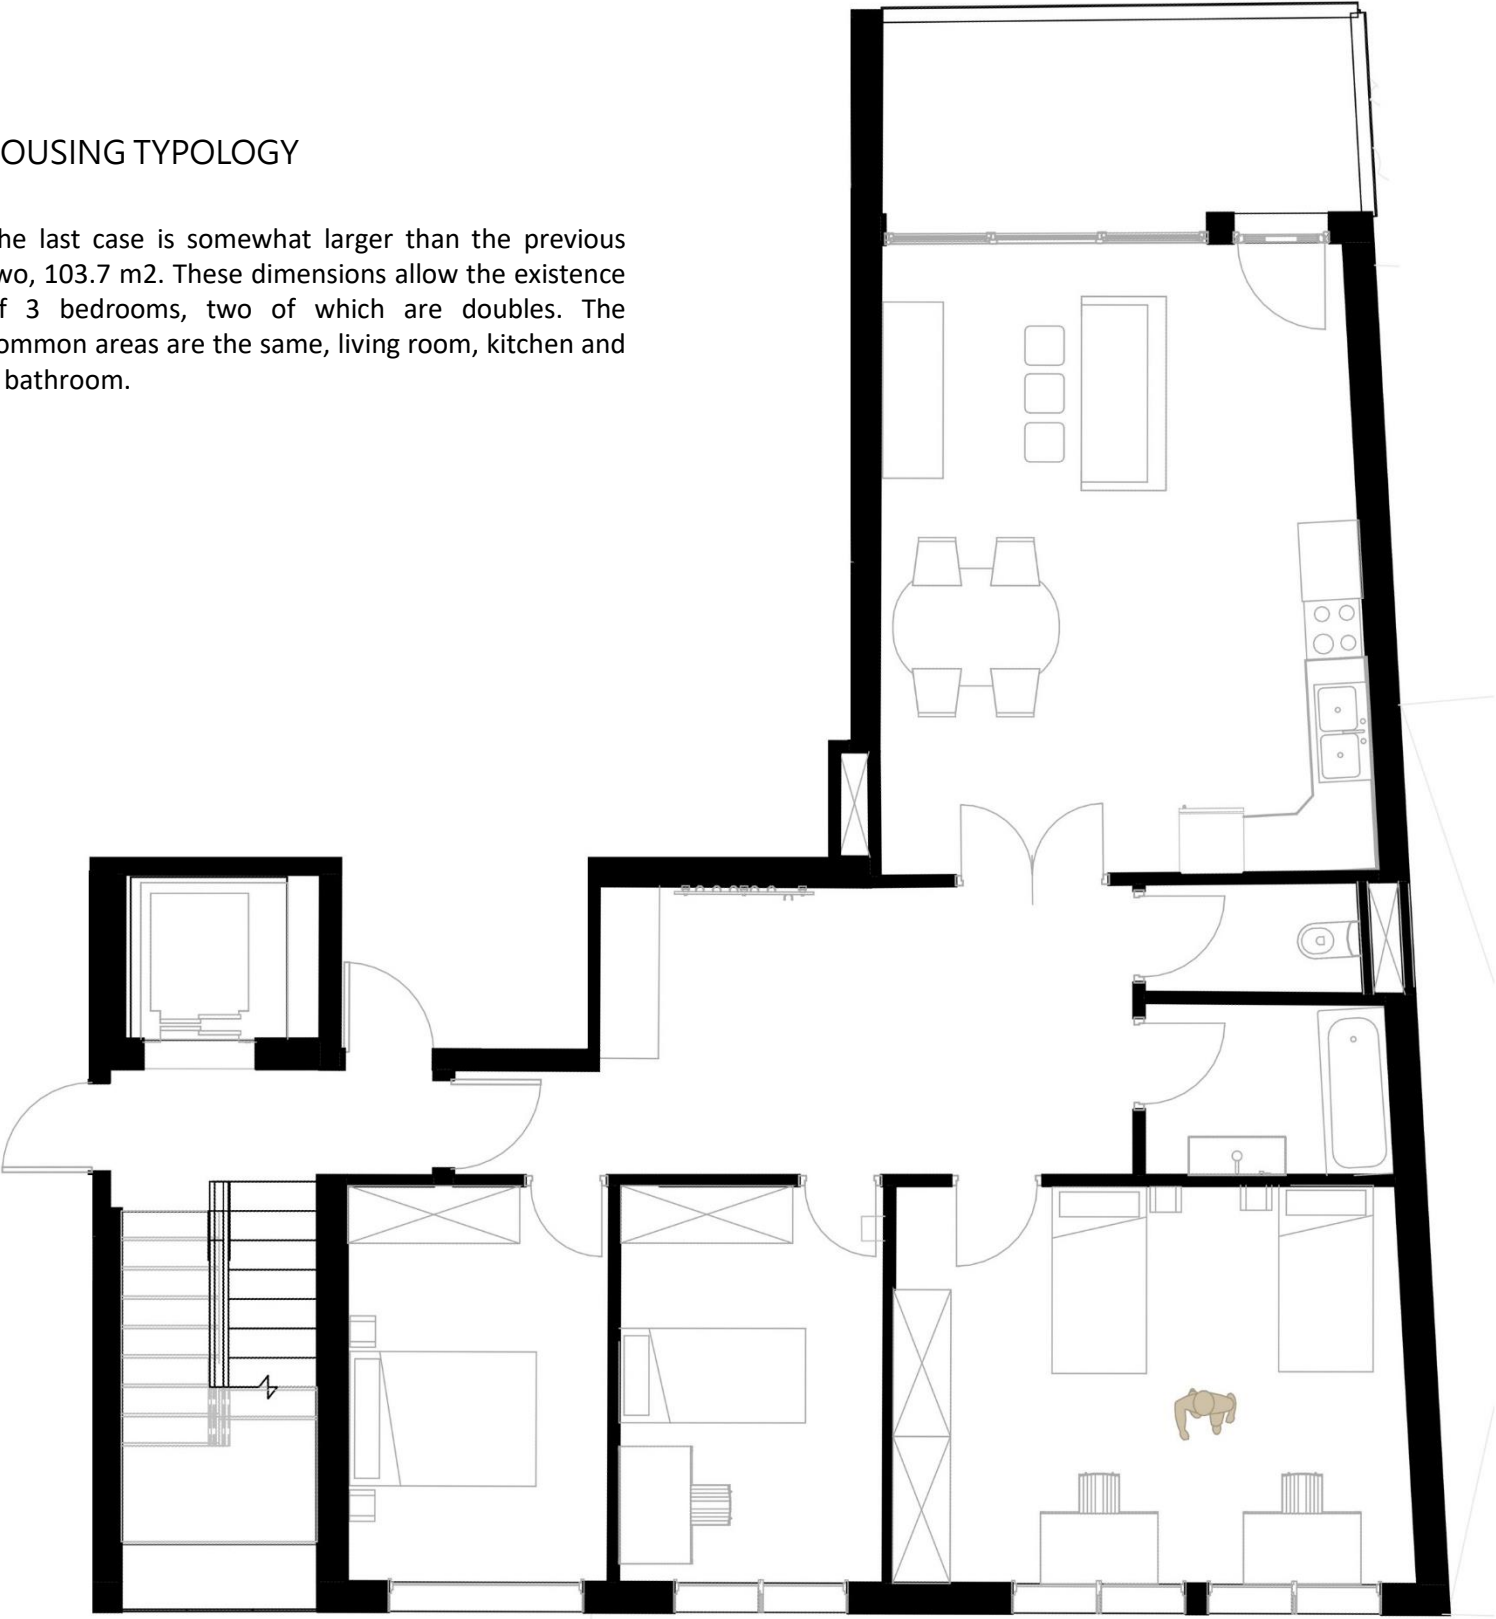 OUSING TYPOLOGY
he last case is somewhat larger than the previous
wo, 103.7 m2. These dimensions allow the existence
f 3 bedrooms, two of which are doubles. The
ommon areas are the same, living room, kitchen and
bathroom.